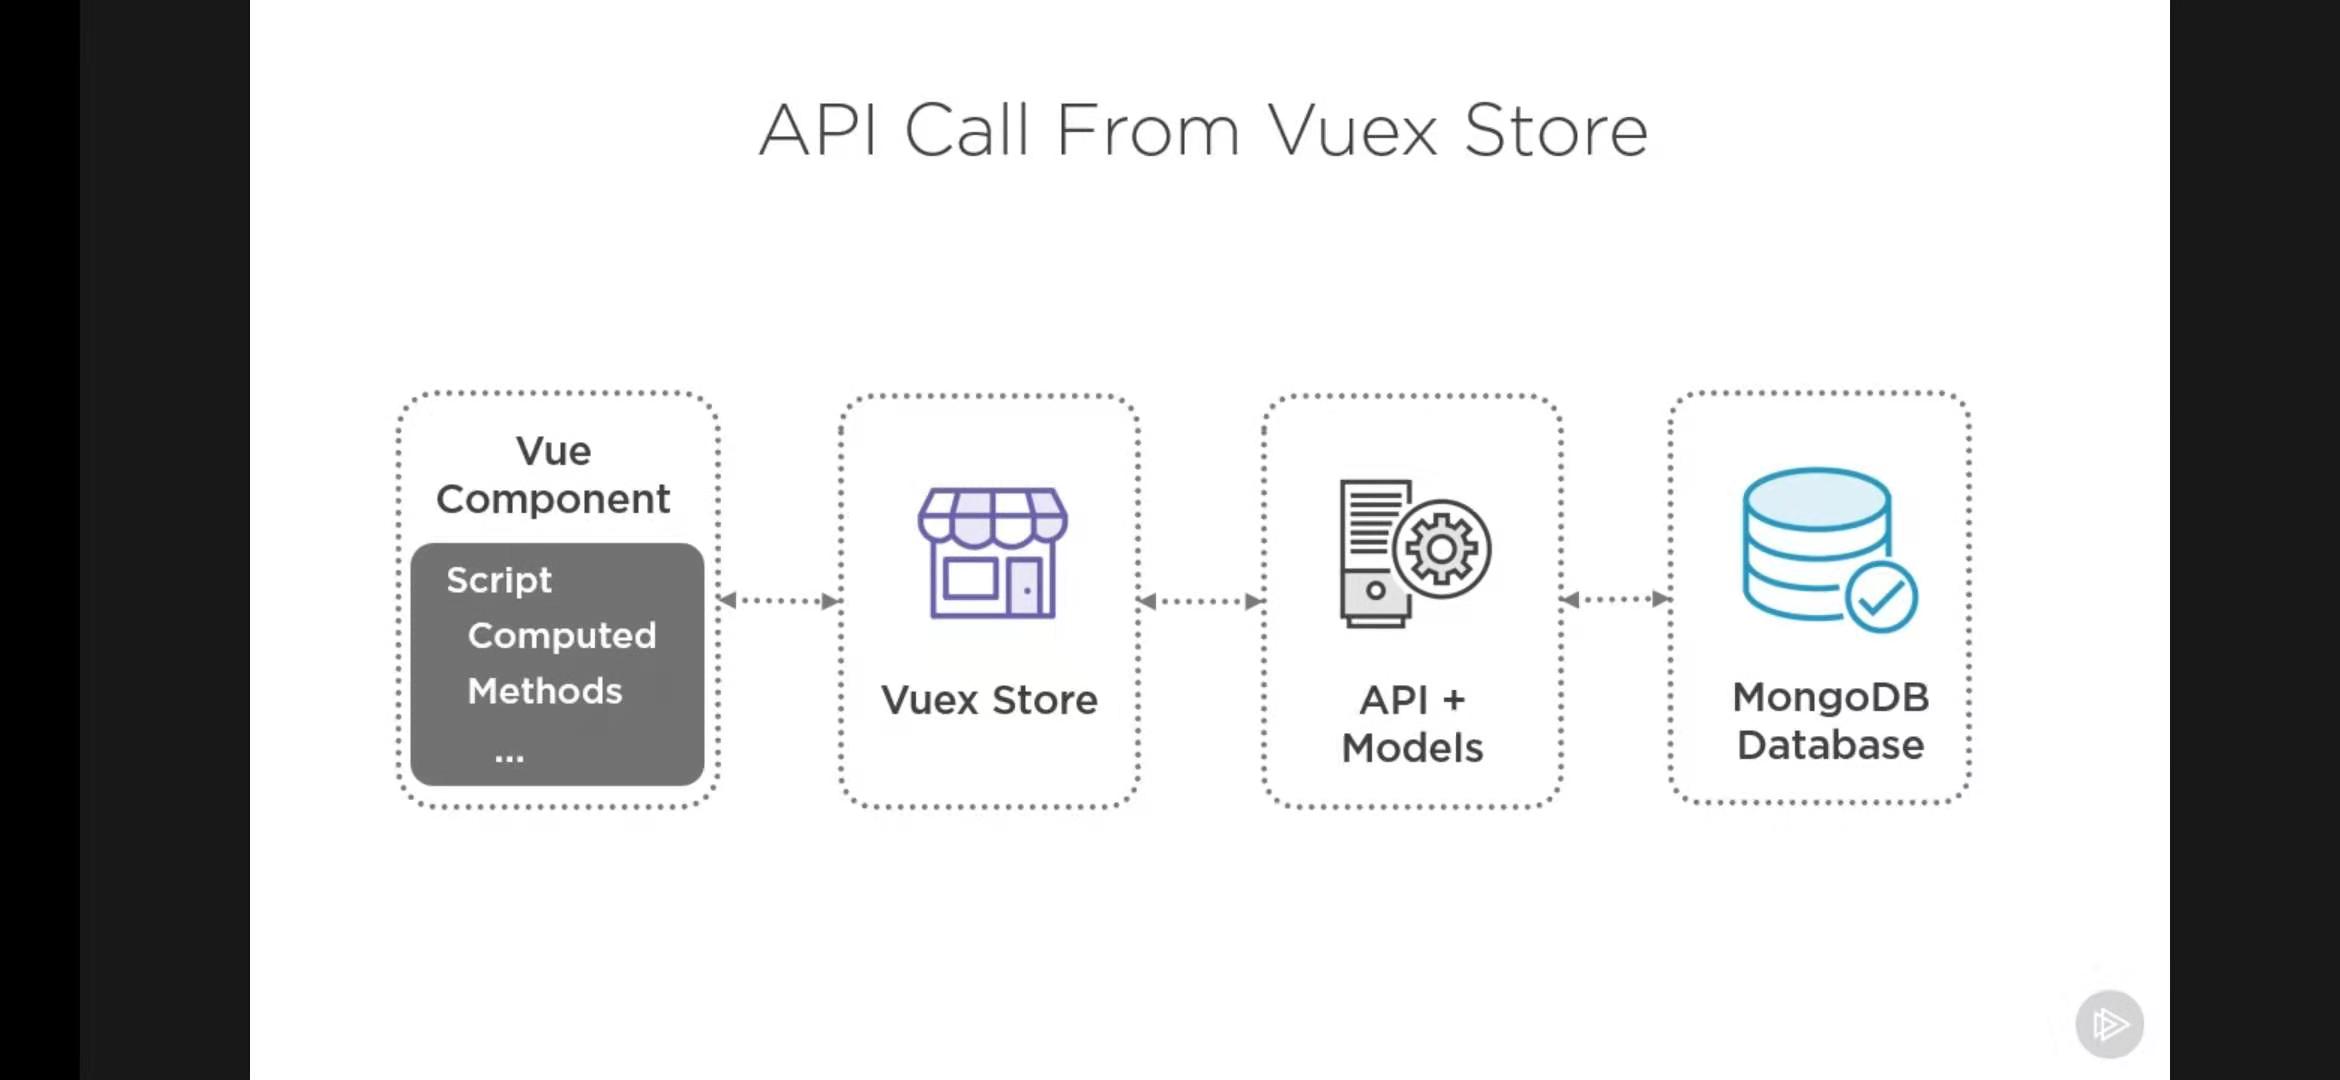 API Call From Vuex Store
Vue
Component
Script
Computed
Methods
...
Vuex Store
API +
Models
MongoDB
Database